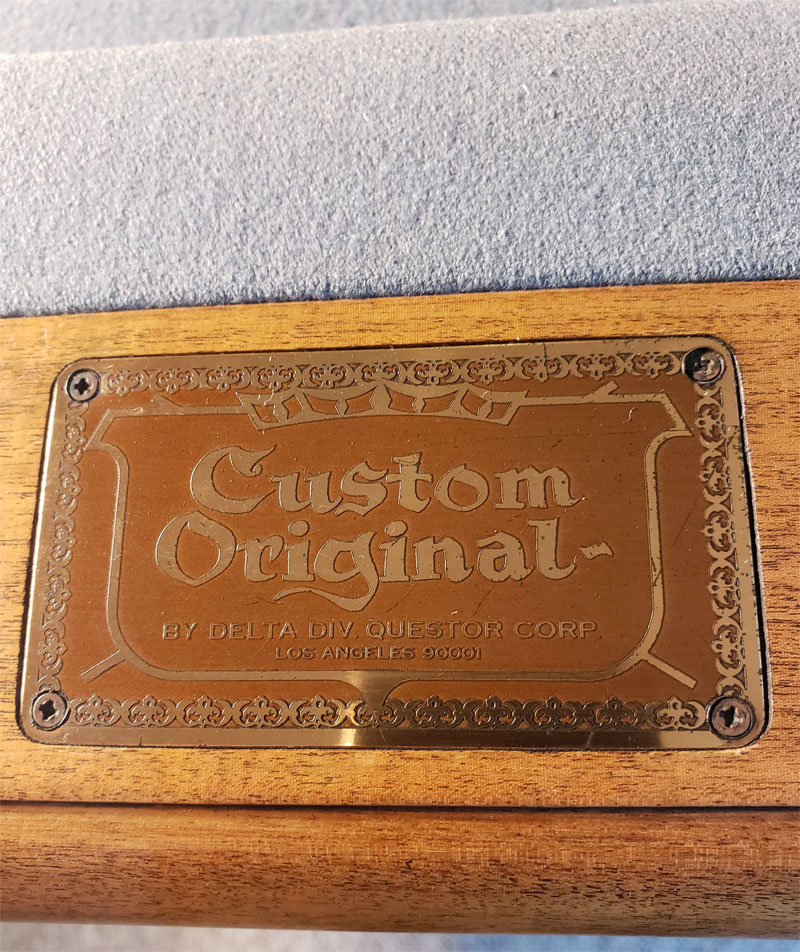 Custom
Original-
BY DELTA DIV. QUESTOR CORP.
LOS ANGELES 90001